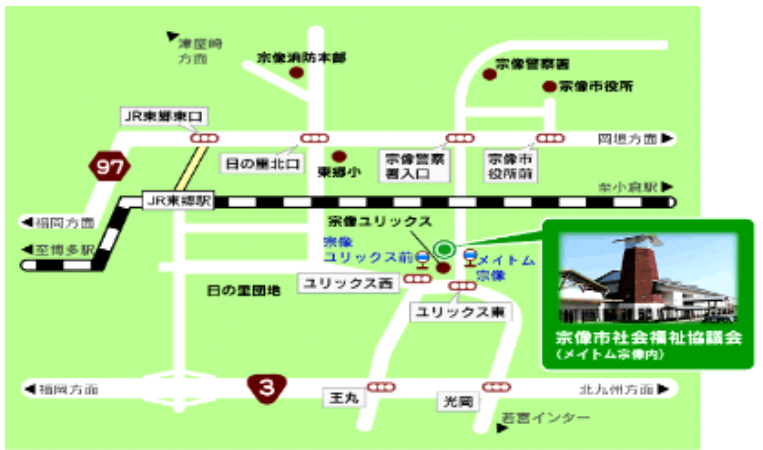 津屋崎
方面
宗像消防本部
宗像警察署
宗像市役所
JR東郷東口
日の里北口
東郷小
宗像警察
署入口
宗像市
役所前
岡垣方面
97
至小倉駅
JR東郷駅
福岡方面
至博多駅
宗像ユリックス
宗像
ユリックス前
メイトム
宗像
ユリックス西
日の里団地
ユリックス東
宗像市社会福祉協議会
(メイトム宗像内)
福岡方面
3
王丸
光岡
北九州方面
若宮インター